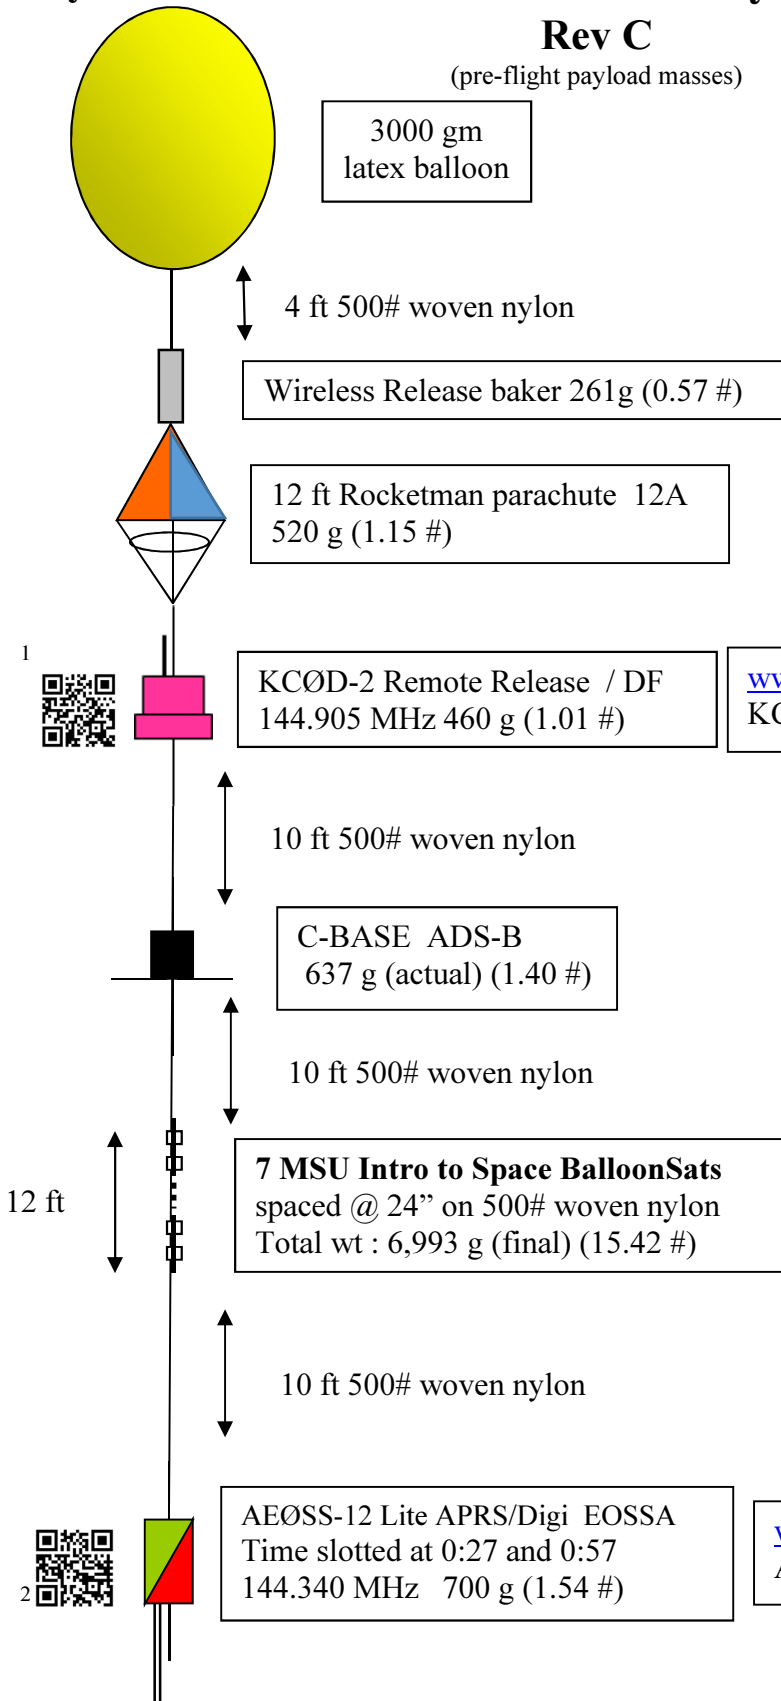 Rev C
(pre-flight payload masses)
3000 gm
latex balloon
4 ft 500# woven nylon
Wireless Release baker 261g (0.57 #)
12 ft Rocketman parachute 12A
520 g (1.15 #)
1
KCØD-2 Remote Release / DF
144.905 MHz 460 g (1.01 #)
10 ft 500# woven nylon
C-BASE ADS-B
637 g (actual) (1.40 #)
10 ft 500# woven nylon
12 ft
7 MSU Intro to Space BalloonSats
spaced @ 24” on 500# woven nylon
Total wt : 6,993 g (final) (15.42 #)
10 ft 500# woven nylon
2
AEØSS-12 Lite APRS/Digi EOSSA
Time slotted at 0:27 and 0:57
144.340 MHz 700 g (1.54 #)